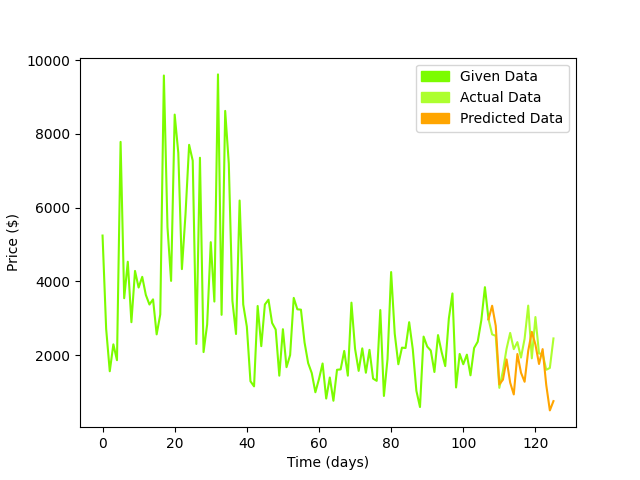 10000
8000
6000
4000
2000
Price ($)
0 20 40 60 80 100 120
Time (days)
Given Data
Actual Data
Predicted Data